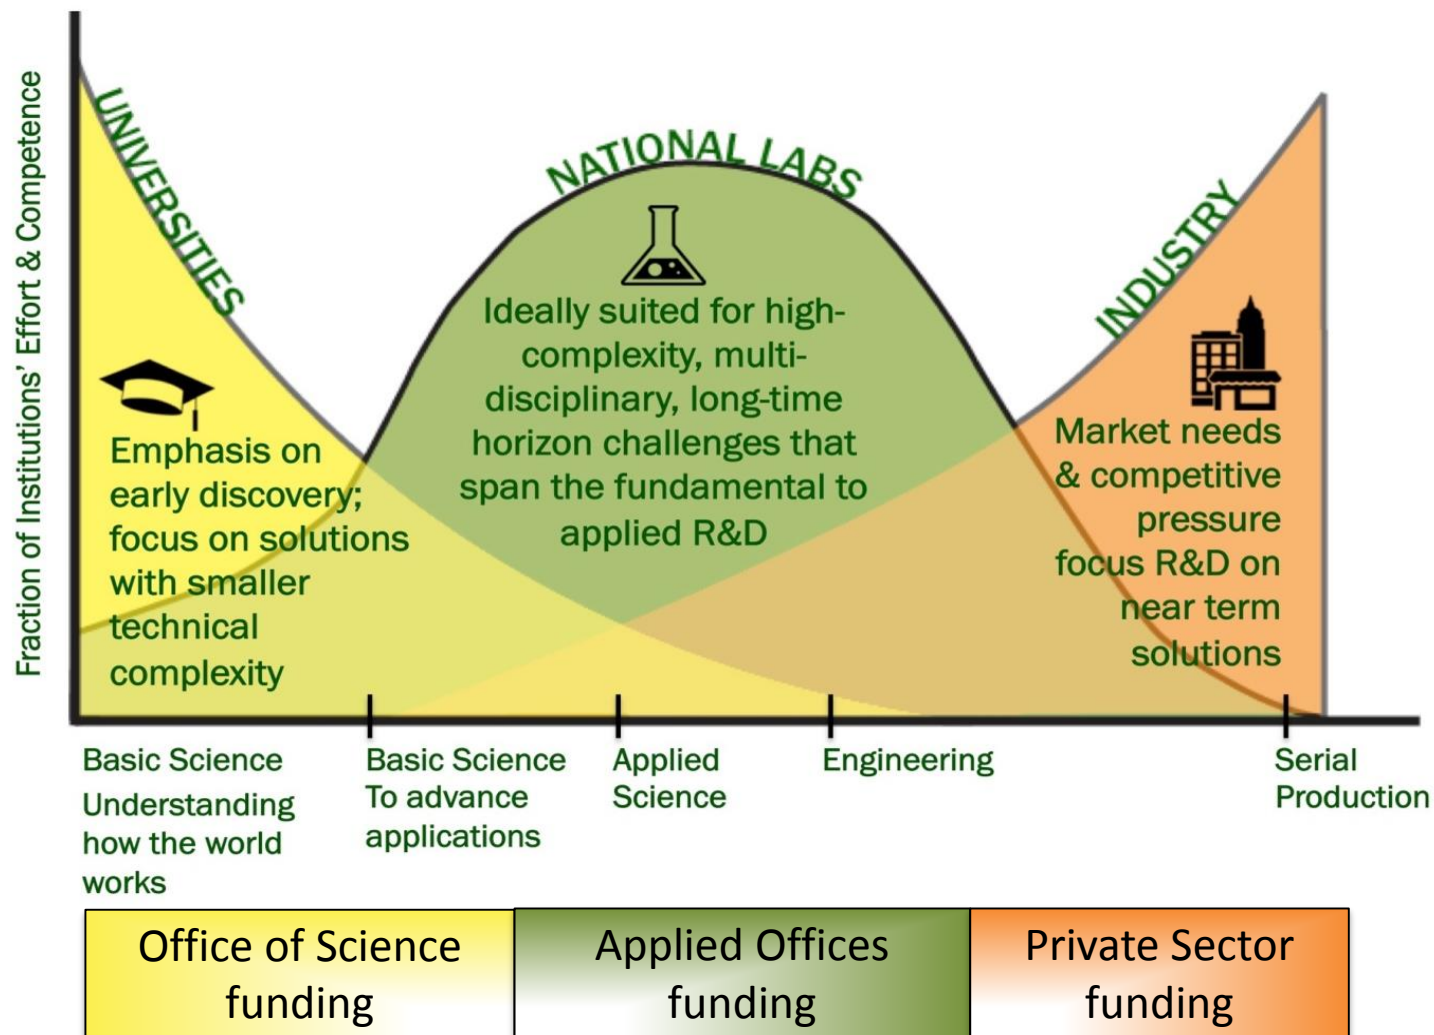 Fraction of Institutions' Effort & Competence
UNIVERSITIES
NATIONAL LABS
INDUSTRY
Emphasis on
early discovery;
focus on solutions
with smaller
technical
complexity
Ideally suited for high-
complexity, multi-
disciplinary, long-time
horizon challenges that
span the fundamental to
applied R&D
Market needs
& competitive
pressure
focus R&D on
near term
solutions
Basic Science
Understanding
how the world
works
Basic Science
To advance
applications
Applied
Science
Engineering
Serial
Production
Office of Science
funding
Applied Offices
funding
Private Sector
funding